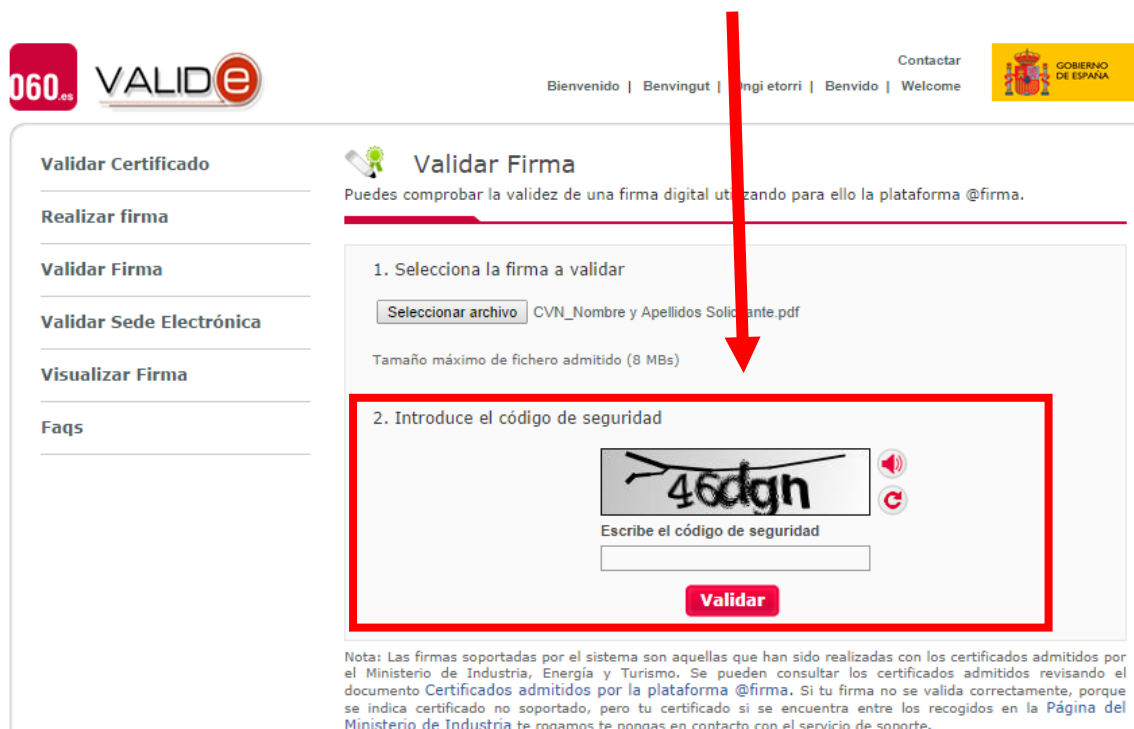 060.es VALIDe
Contactar
Bienvenido | Benvingut | Ongi etorri | Benvido | Welcome
GOBIERNO
DE ESPAÑA
Validar Certificado
Realizar firma
Validar Firma
Validar Sede Electrónica
Visualizar Firma
Faqs
Validar Firma
Puedes comprobar la validez de una firma digital utilizando para ello la plataforma @firma.
1. Selecciona la firma a validar
Seleccionar archivo CVN_Nombre y Apellidos Solicitante.pdf
Tamaño máximo de fichero admitido (8 MBs)
2. Introduce el código de seguridad
46dgh
Escribe el código de seguridad
Validar
Nota: Las firmas soportadas por el sistema son aquellas que han sido realizadas con los certificados admitidos por
el Ministerio de Industria, Energía y Turismo. Se pueden consultar los certificados admitidos revisando el
documento Certificados admitidos por la plataforma @firma. Si tu firma no se valida correctamente, porque
se indica certificado no soportado, pero tu certificado si se encuentra entre los recogidos en la Página del
Ministerio de Industria te rogamos te pongas en contacto con el servicio de soporte.